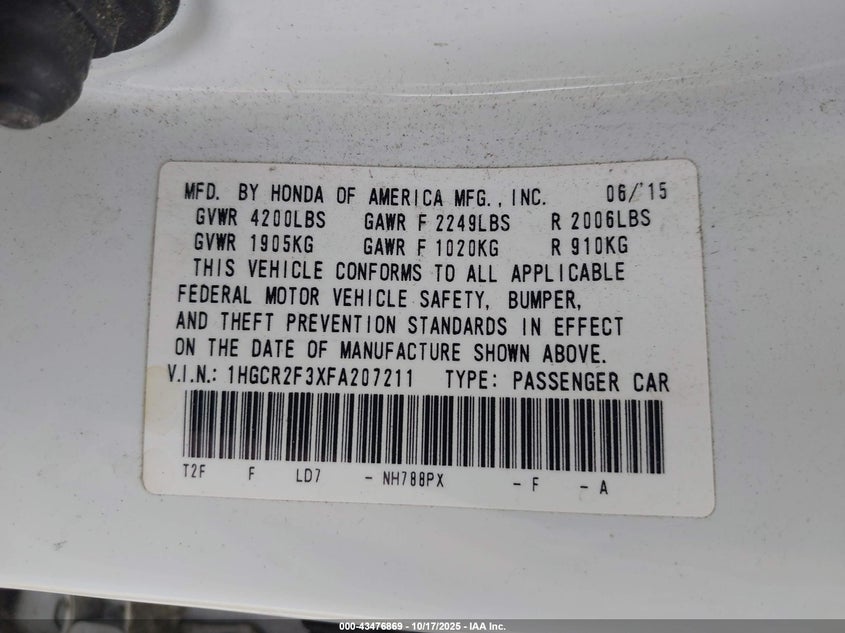 MFD. BY HONDA OF AMERICA MFG., INC. 06/'15
GVWR 4200LBS GAWR F 2249LBS R 2006LBS
GVWR 1905KG GAWR F 1020KG R 910KG
THIS VEHICLE CONFORMS TO ALL APPLICABLE
FEDERAL MOTOR VEHICLE SAFETY, BUMPER,
AND THEFT PREVENTION STANDARDS IN EFFECT
ON THE DATE OF MANUFACTURE SHOWN ABOVE.
V.I.N.: 1HGCR2F3XFA207211 TYPE: PASSENGER CAR
T2F F LD7 - NH788PX - F - A
000-43476869 | 10/17/2025 - IAA Inc.